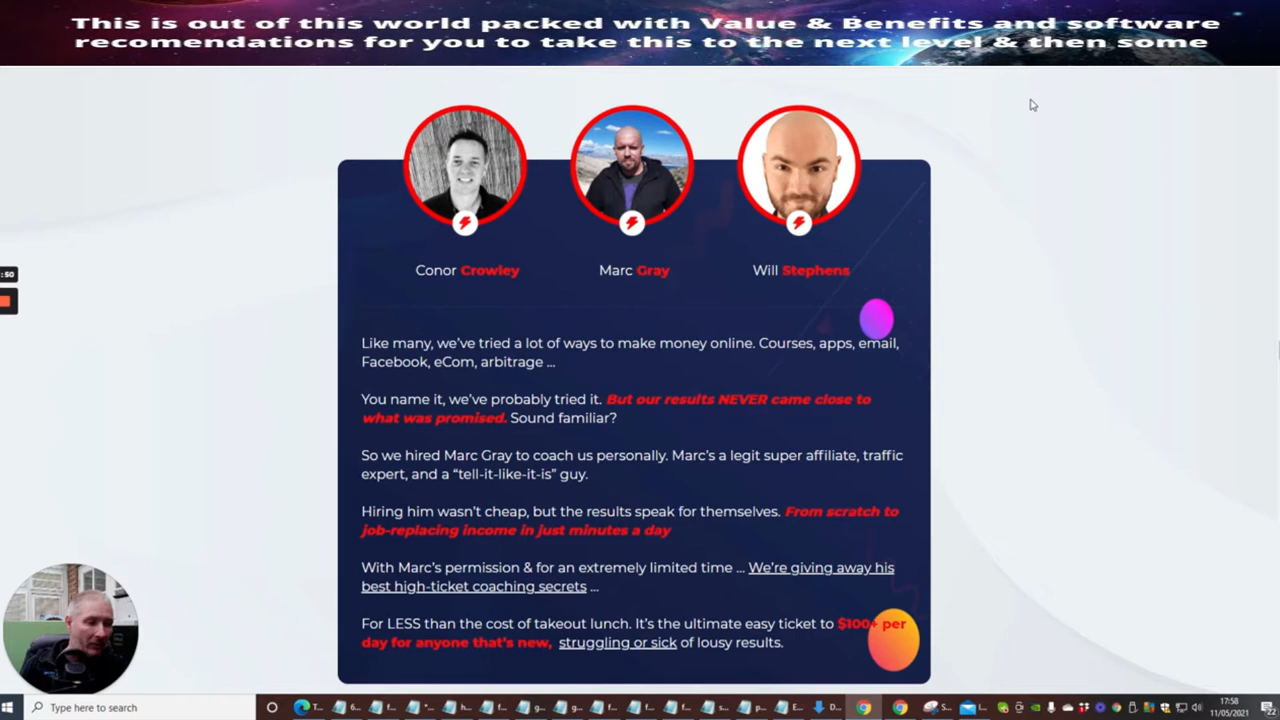 This is out of this world packed with Value & Benefits and software
recomendations for you to take this to the next level & then some
:50
Conor Crowley
Marc Gray
Will Stephens
Like many, we've tried a lot of ways to make money online. Courses, apps, email,
Facebook, eCom, arbitrage ...
You name it, we've probably tried it. But our results NEVER came close to
what was promised. Sound familiar?
So we hired Marc Gray to coach us personally. Marc's a legit super affiliate, traffic
expert, and a "tell-it-like-it-is" guy.
Hiring him wasn't cheap, but the results speak for themselves. From scratch to
job-replacing income in just minutes a day
With Marc's permission & for an extremely limited time ... We're giving away his
best high-ticket coaching secrets ...
For LESS than the cost of takeout lunch. It's the ultimate easy ticket to $100+ per
day for anyone that's new, struggling or sick of lousy results.
Type here to search
T... 6... f... "... h... f... g... g... f... f... f... s... p... E... D... S... I...
17:58
11/05/2021
22